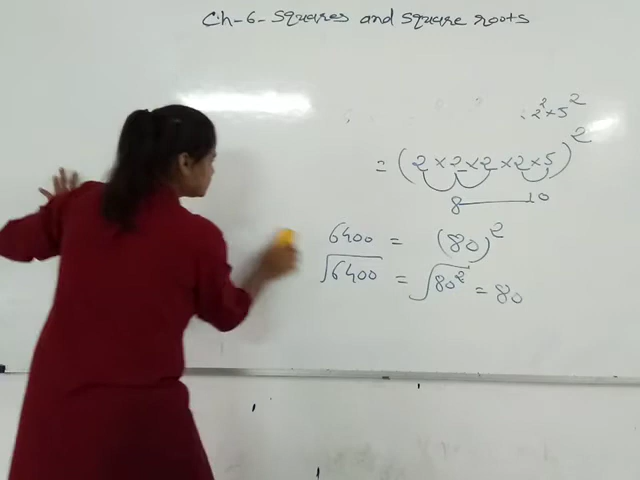 Ch-6- Squares and square roots
2² × 5²
= (2 × 2 × 2 × 2 × 5)²
8 10
6400 = (80)²
√6400 = √80² = 80